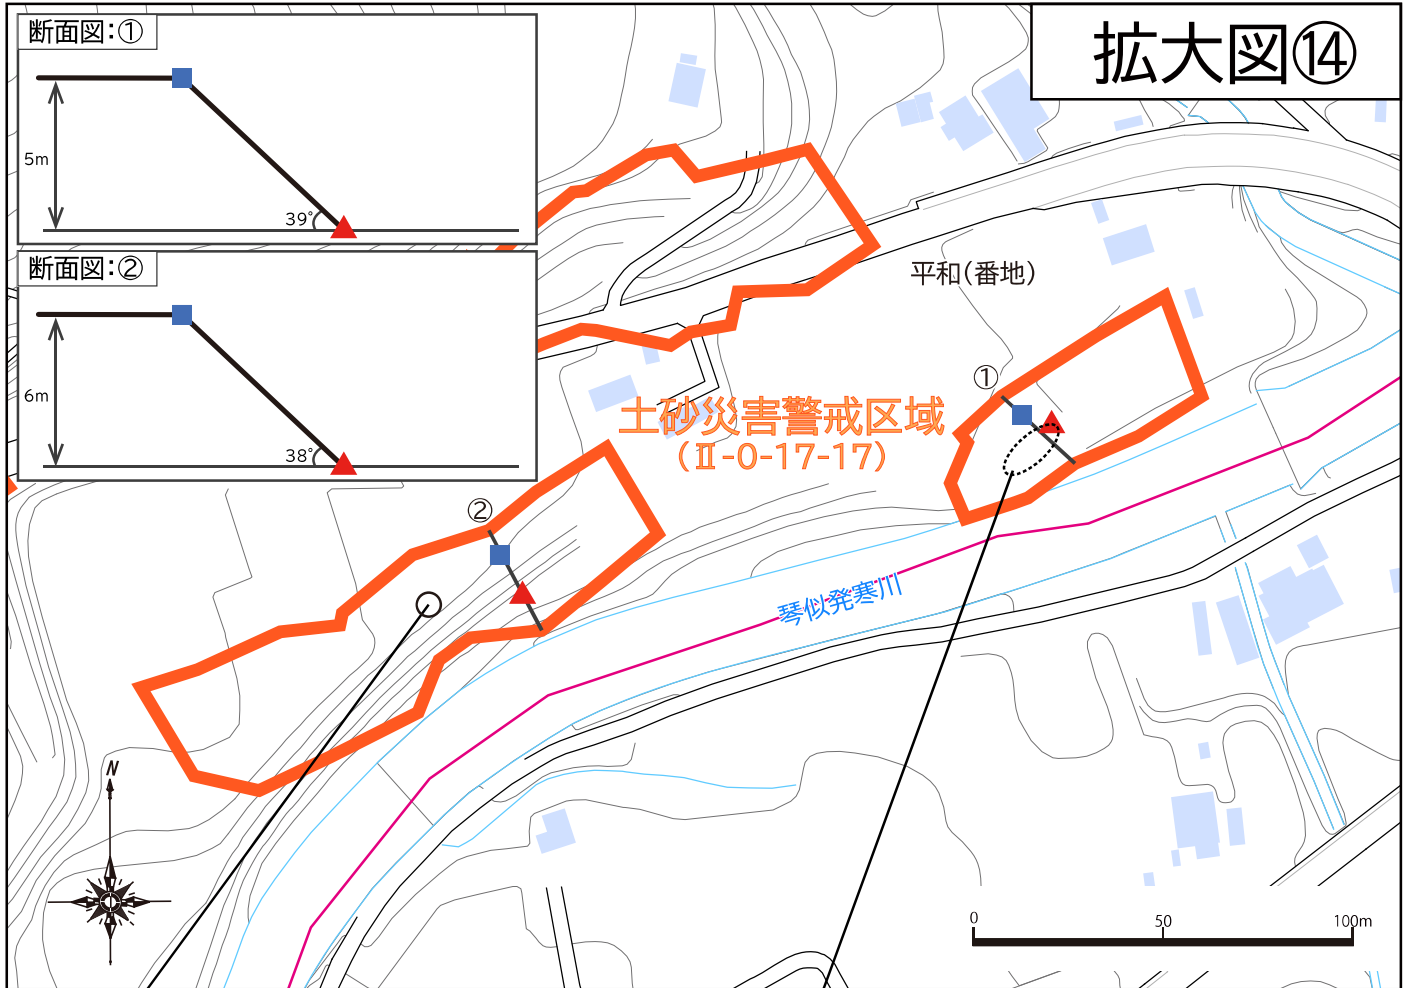 断面図:①
5m
39°
断面図:②
6m
38°
拡大図⑭
平和(番地)
①
土砂災害警戒区域
(Ⅱ-0-17-17)
②
琴似発寒川
N
0 50 100m